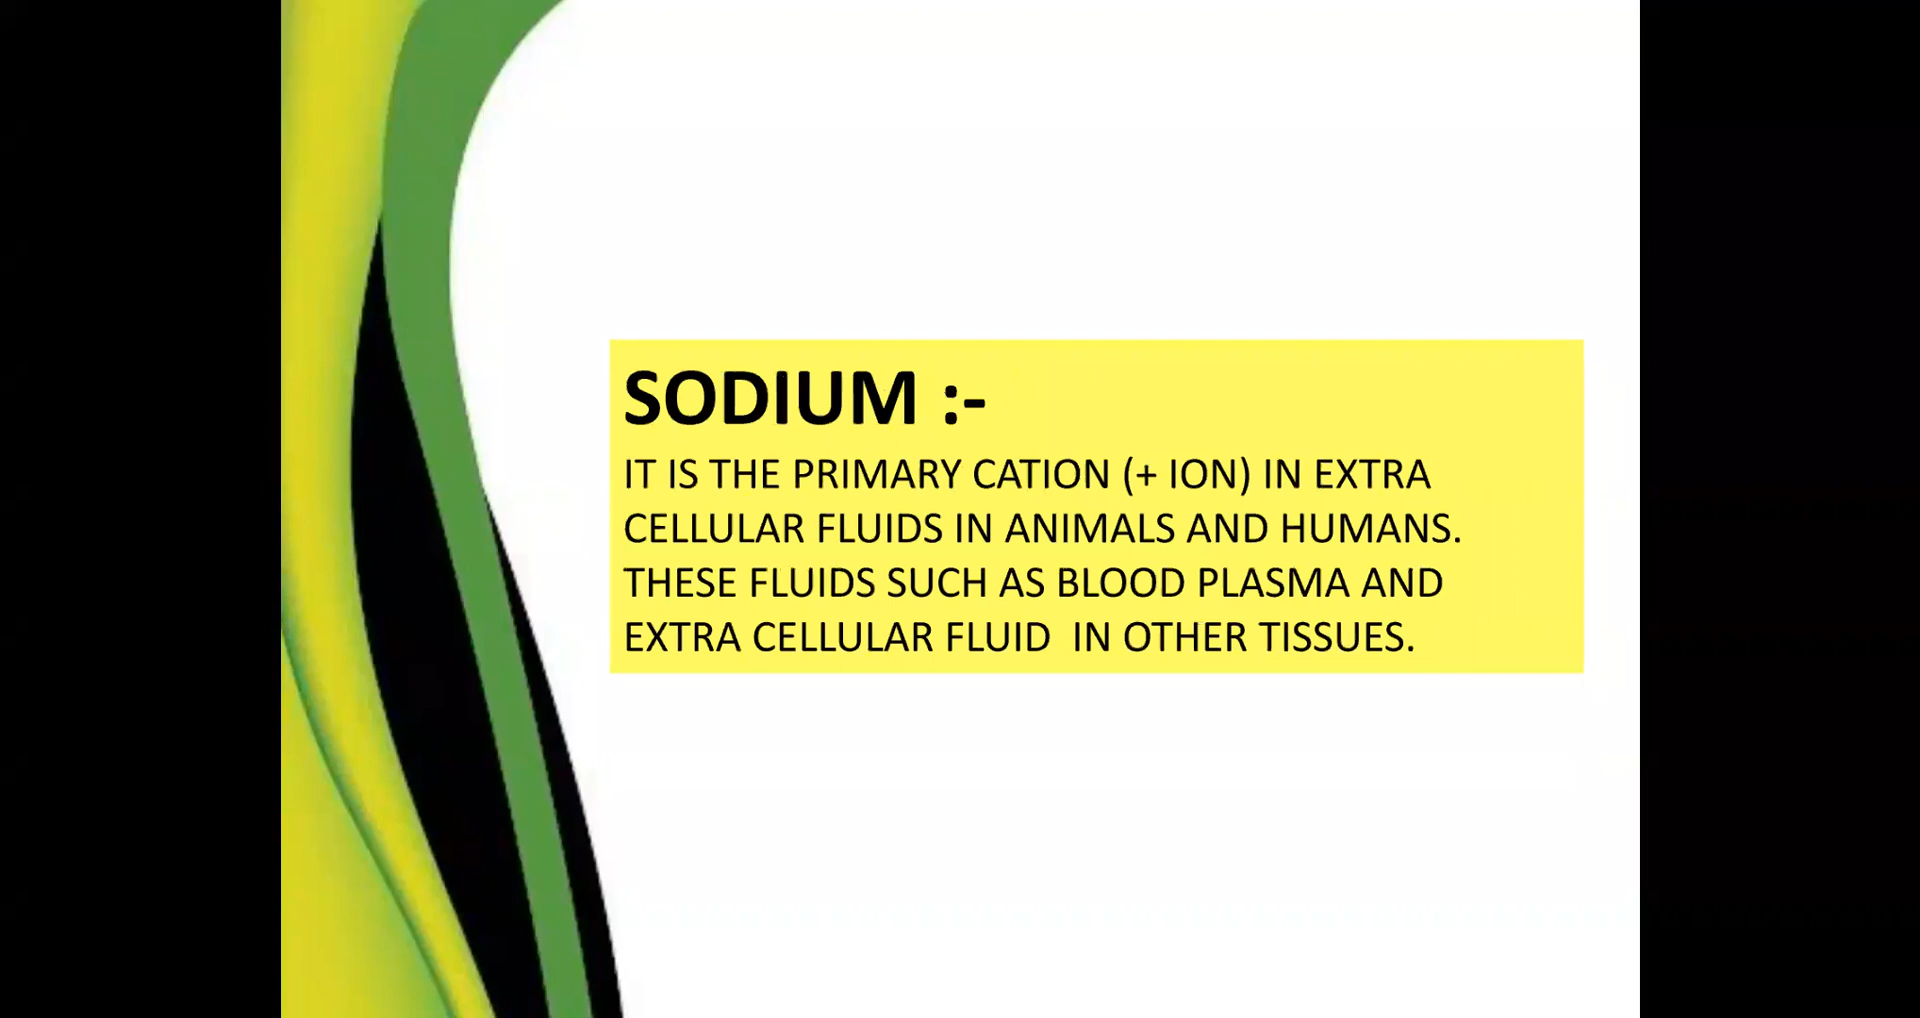 SODIUM :-
IT IS THE PRIMARY CATION (+ ION) IN EXTRA
CELLULAR FLUIDS IN ANIMALS AND HUMANS.
THESE FLUIDS SUCH AS BLOOD PLASMA AND
EXTRA CELLULAR FLUID  IN OTHER TISSUES.